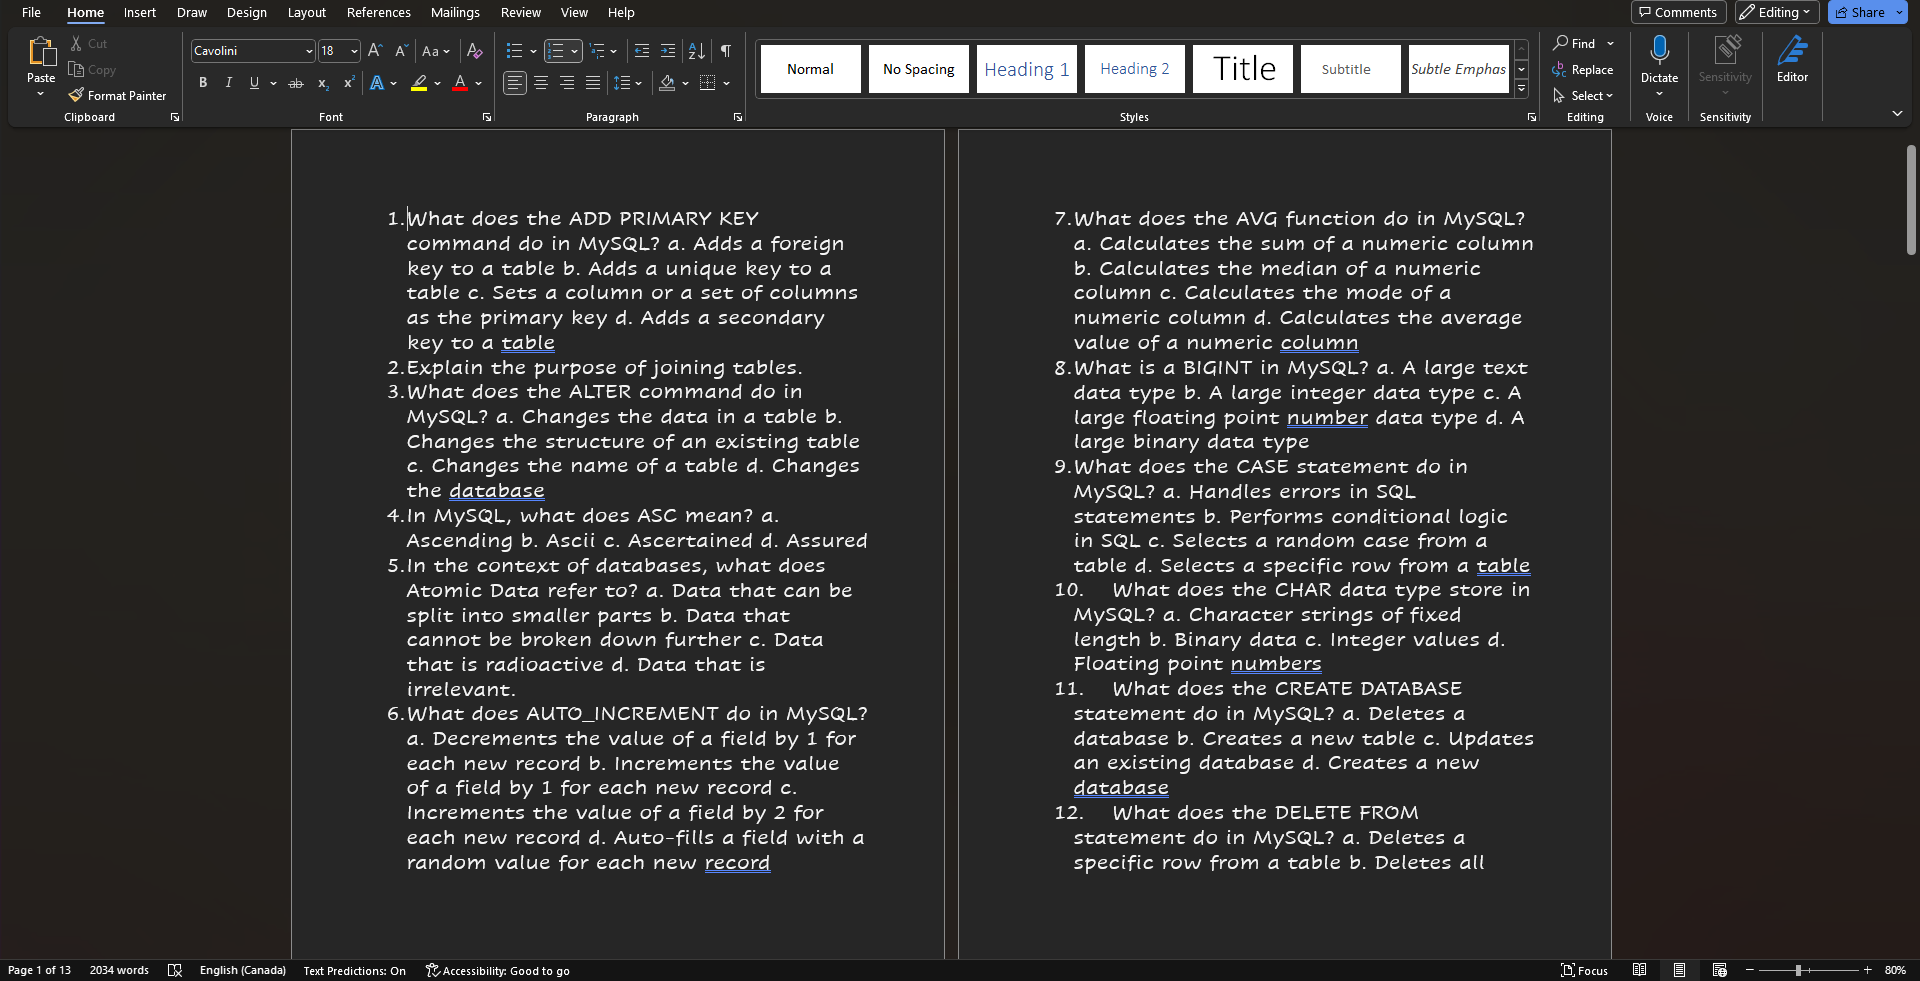 File Home Insert Draw Design Layout References Mailings Review View Help Comments Editing Share
Paste
Cut
Copy
Format Painter
Clipboard
Cavolini 18
Font
Paragraph
Normal No Spacing Heading 1 Heading 2 Title Subtitle Subtle Emphas
Styles
Find
Replace
Select
Editing
Dictate
Voice
Sensitivity
Sensitivity
Editor
1.What does the ADD PRIMARY KEY
command do in MySQL? a. Adds a foreign
key to a table b. Adds a unique key to a
table c. Sets a column or a set of columns
as the primary key d. Adds a secondary
key to a table
2.Explain the purpose of joining tables.
3.What does the ALTER command do in
MySQL? a. Changes the data in a table b.
Changes the structure of an existing table
c. Changes the name of a table d. Changes
the database
4.In MySQL, what does ASC mean? a.
Ascending b. Ascii c. Ascertained d. Assured
5.In the context of databases, what does
Atomic Data refer to? a. Data that can be
split into smaller parts b. Data that
cannot be broken down further c. Data
that is radioactive d. Data that is
irrelevant.
6.What does AUTO_INCREMENT do in MySQL?
a. Decrements the value of a field by 1 for
each new record b. Increments the value
of a field by 1 for each new record c.
Increments the value of a field by 2 for
each new record d. Auto-fills a field with a
random value for each new record
7.What does the AVG function do in MySQL?
a. Calculates the sum of a numeric column
b. Calculates the median of a numeric
column c. Calculates the mode of a
numeric column d. Calculates the average
value of a numeric column
8.What is a BIGINT in MySQL? a. A large text
data type b. A large integer data type c. A
large floating point number data type d. A
large binary data type
9.What does the CASE statement do in
MySQL? a. Handles errors in SQL
statements b. Performs conditional logic
in SQL c. Selects a random case from a
table d. Selects a specific row from a table
10. What does the CHAR data type store in
MySQL? a. Character strings of fixed
length b. Binary data c. Integer values d.
Floating point numbers
11. What does the CREATE DATABASE
statement do in MySQL? a. Deletes a
database b. Creates a new table c. Updates
an existing database d. Creates a new
database
12. What does the DELETE FROM
statement do in MySQL? a. Deletes a
specific row from a table b. Deletes all
Page 1 of 13 2034 words English (Canada) Text Predictions: On Accessibility: Good to go Focus 80%